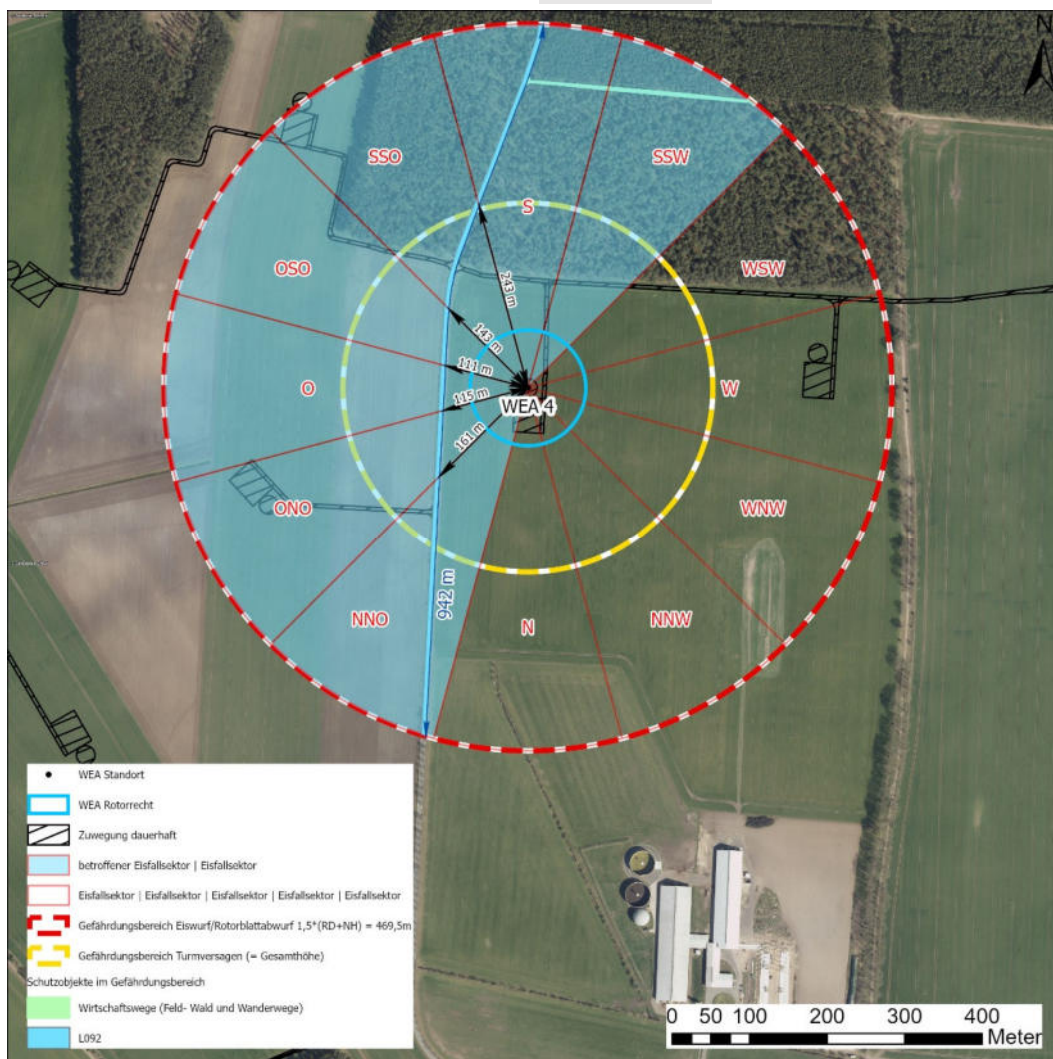 N
SSO
SSW
S
OSO
WSW
243 m
143 m
111 m
O
W
115 m
WEA 4
161 m
ONO
WNW
942 m
NNO
N
NNW
WEA Standort
WEA Rotorrecht
Zuwegung dauerhaft
betroffener Eisfallsektor | Eisfallsektor
Eisfallsektor | Eisfallsektor | Eisfallsektor | Eisfallsektor | Eisfallsektor
Gefährdungsbereich Eiswurf/Rotorblattabwurf 1,5*(RD+NH) = 469,5m
Gefährdungsbereich Turmversagen (= Gesamthöhe)
Schutzobjekte im Gefährdungsbereich
Wirtschaftswege (Feld- Wald und Wanderwege)
L092
0 50 100 200 300 400
Meter